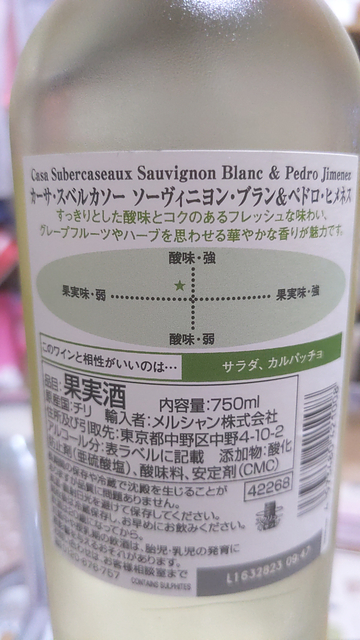 Casa Subercaseaux Sauvignon Blanc & Pedro Jimenez
カーサ・スベルカソー ソーヴィニヨン・ブラン&ペドロ・ヒメネス
すっきりとした酸味とコクのあるフレッシュな味わい。
グレープフルーツやハーブを思わせる華やかな香りが魅力です。
酸味・強
果実味・弱 果実味・強
酸味・弱
このワインと相性がいいのは… サラダ、カルパッチョ
品目:果実酒 内容量:750ml
原産国:チリ 輸入者:メルシャン株式会社
住所及び引取先:東京都中野区中野4-10-2
アルコール分:表ラベルに記載 添加物:酸化
防止剤(亜硫酸塩)、酸味料、安定剤(CMC)
42268
CONTAINS SULPHITES
LI632823 09:47